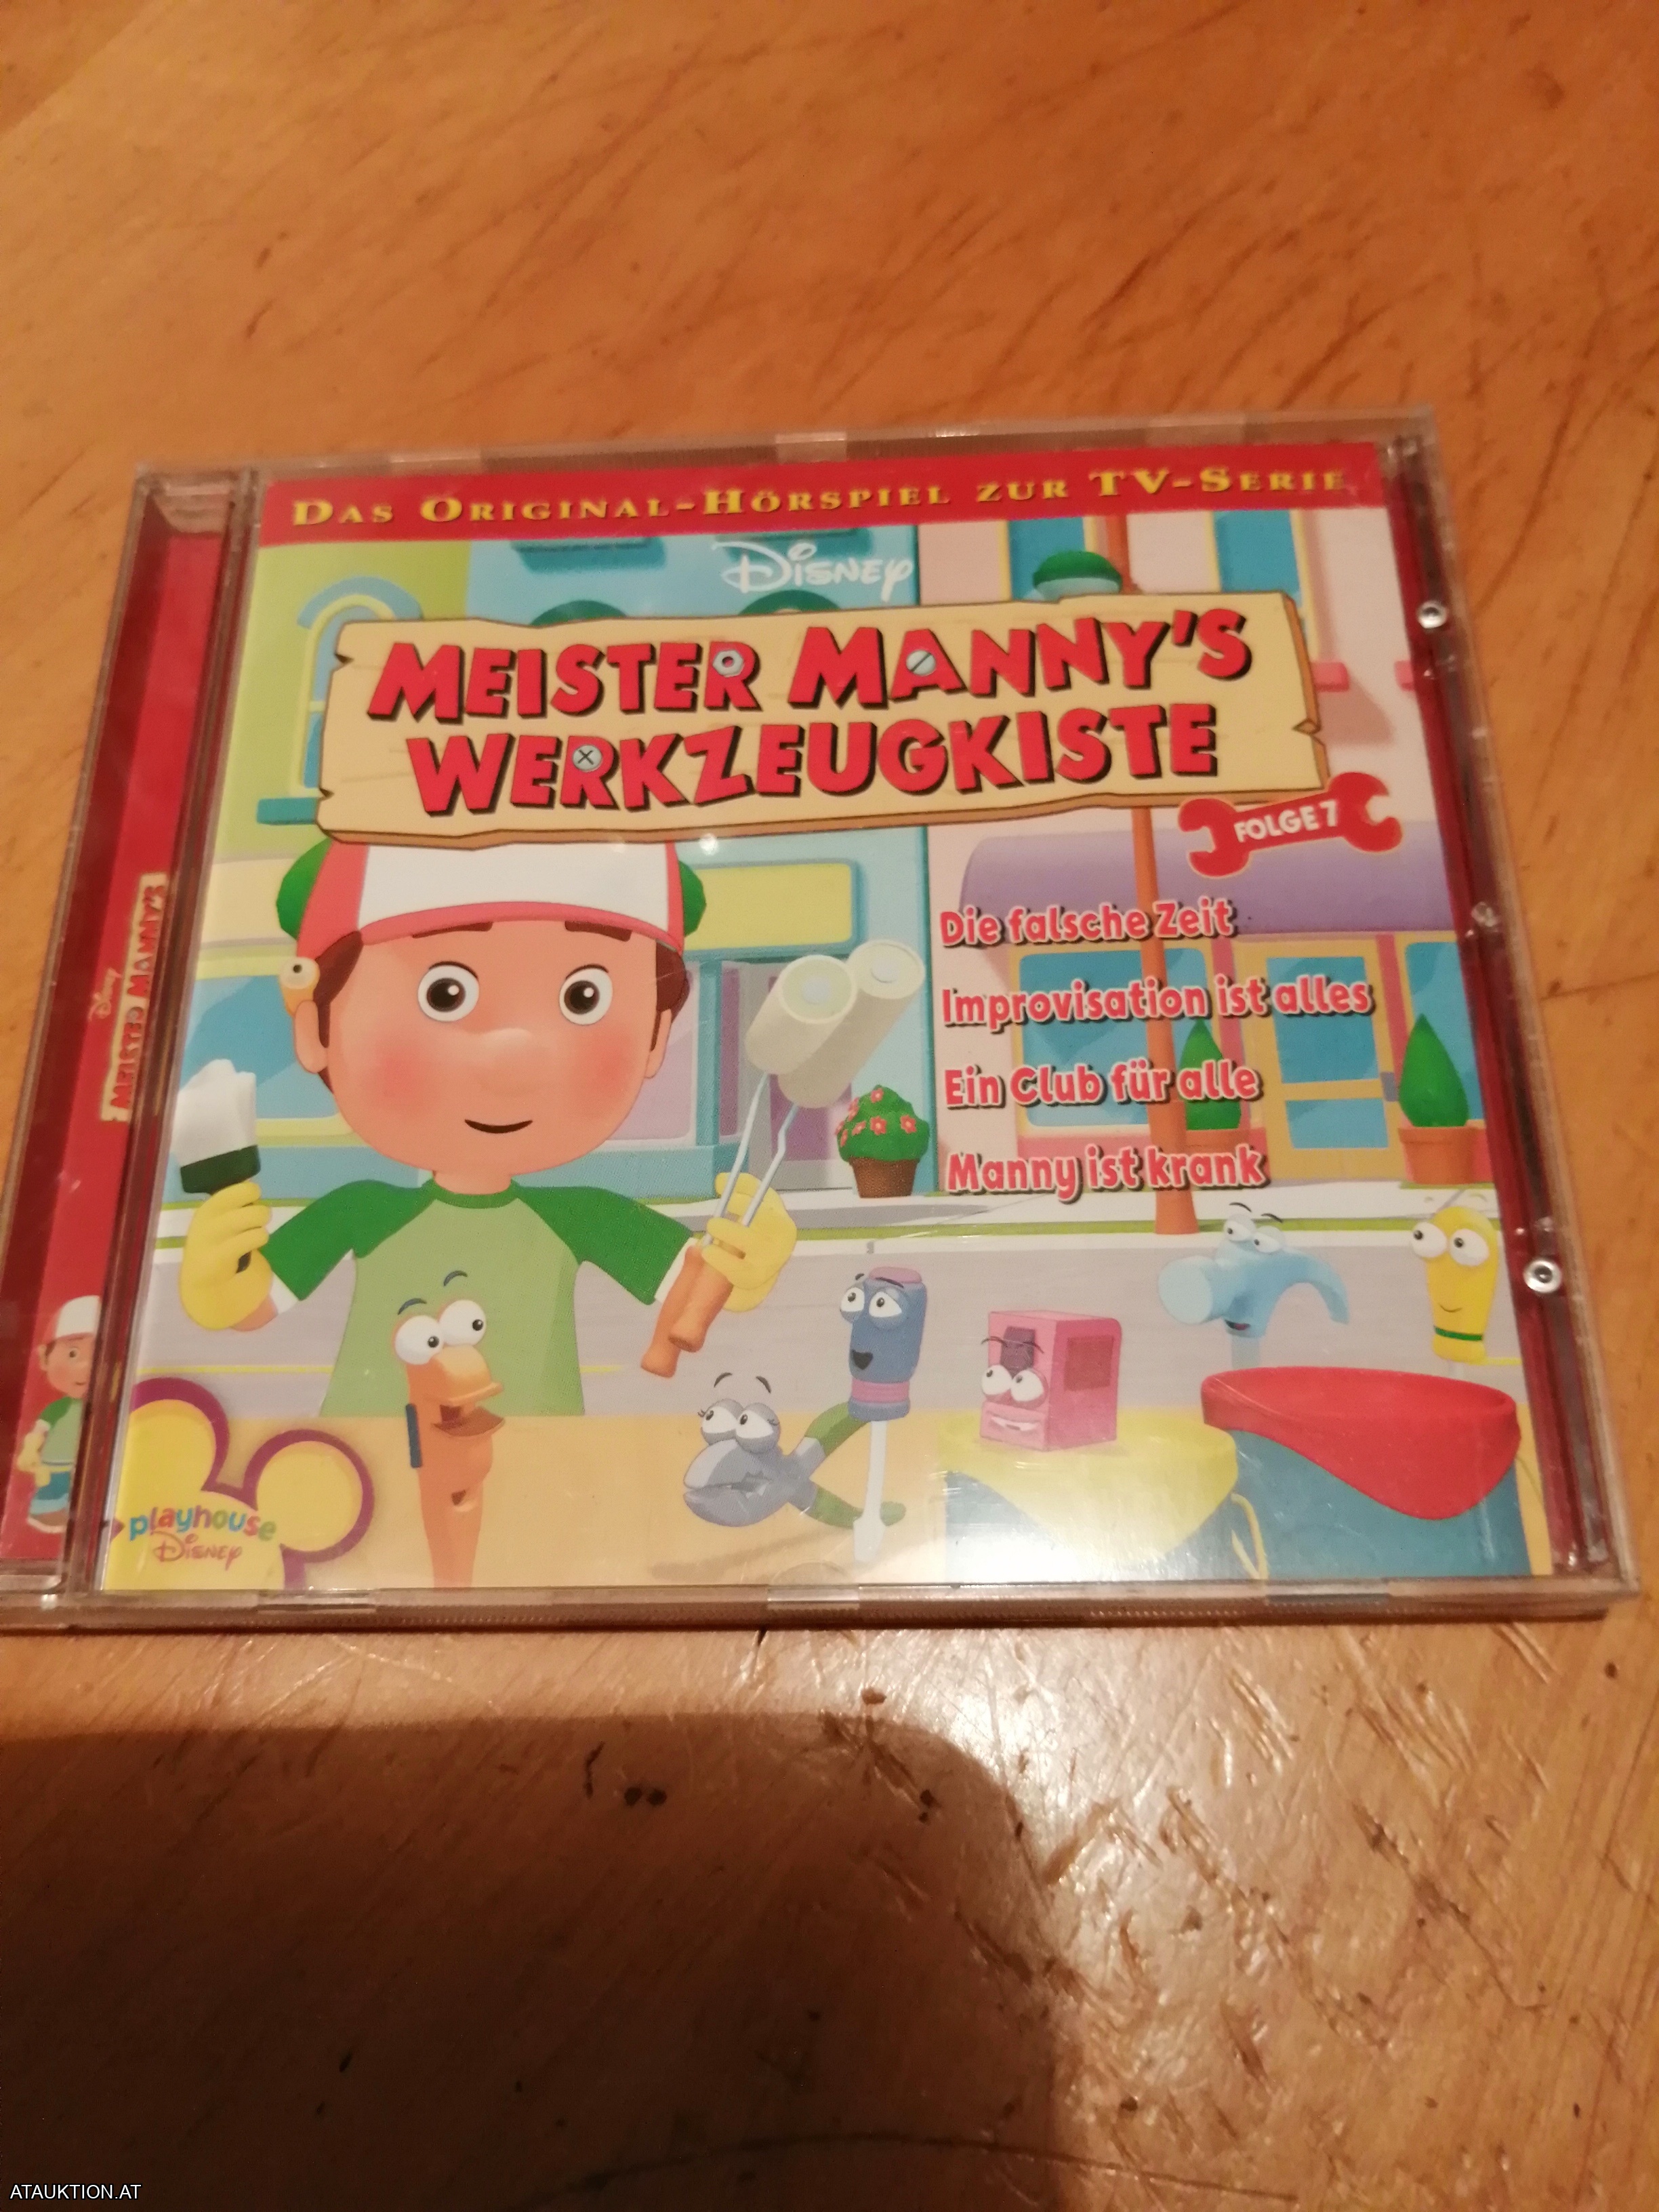 DAS ORIGINAL-HÖRSPIEL ZUR TV-SERIE
DISNEY
MEISTER MANNY'S
WERKZEUGKISTE
FOLGE 7
Die falsche Zeit
Improvisation ist alles
Ein Club für alle
Manny ist krank
playhouse
DISNEY
Disney
MEISTER MANNY'S
ATAUKTION.AT